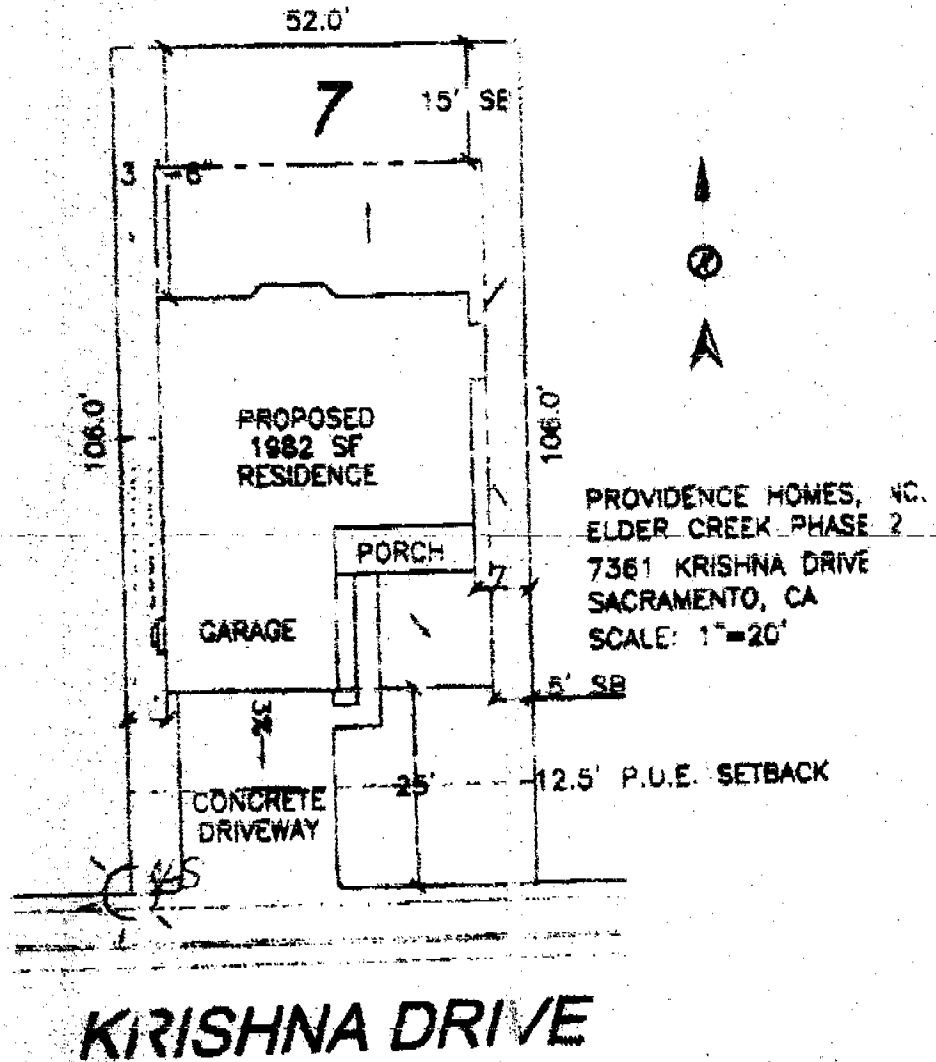 52.0'
7
15' SB
3
6"
106.0'
106.0'
PROPOSED
1982 SF
RESIDENCE
PORCH
7'
GARAGE
PROVIDENCE HOMES, INC.
ELDER CREEK PHASE 2
7361 KRISHNA DRIVE
SACRAMENTO, CA
SCALE: 1"=20'
5' SB
3%
25'
12.5' P.U.E. SETBACK
CONCRETE
DRIVEWAY
KRISHNA DRIVE